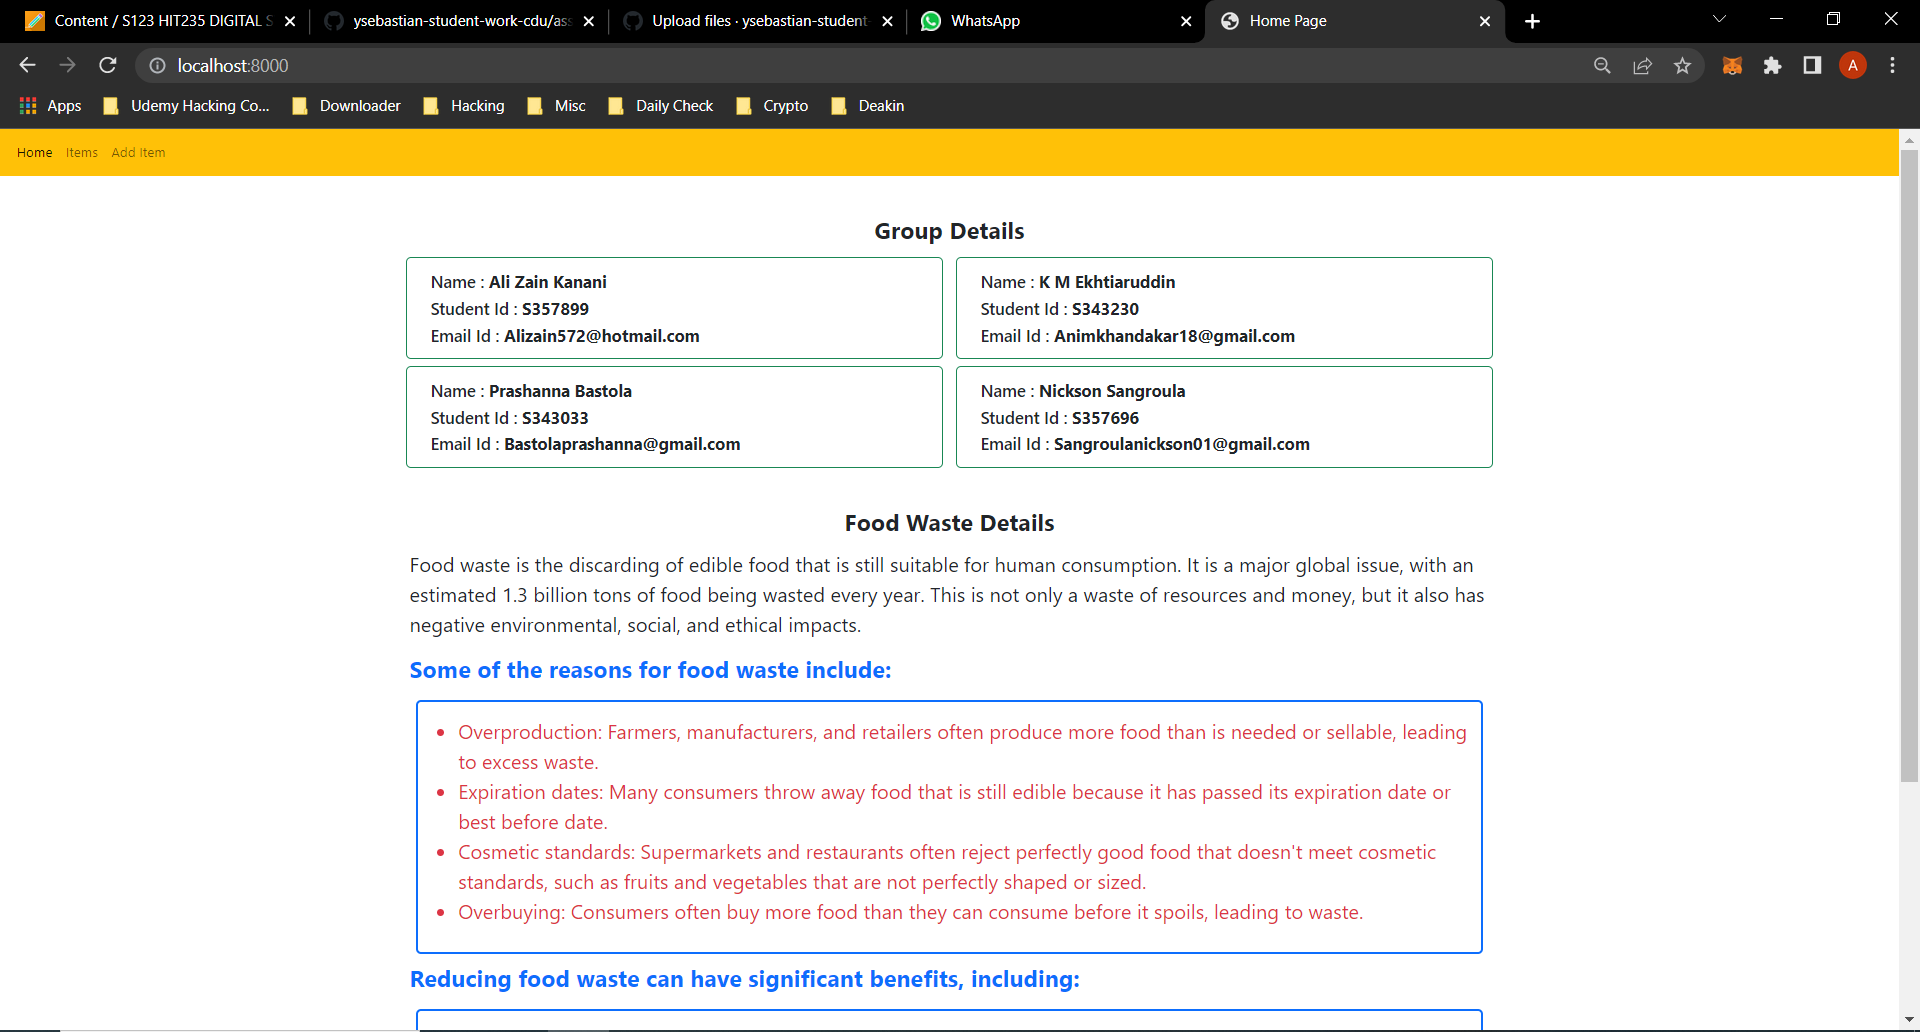 Content / S123 HIT235 DIGITAL S
ysebastian-student-work-cdu/ass
Upload files · ysebastian-student-
WhatsApp
Home Page
localhost:8000
Apps
Udemy Hacking Co...
Downloader
Hacking
Misc
Daily Check
Crypto
Deakin
A
Home Items Add Item
Group Details
Name : Ali Zain Kanani
Student Id : S357899
Email Id : Alizain572@hotmail.com
Name : K M Ekhtiaruddin
Student Id : S343230
Email Id : Animkhandakar18@gmail.com
Name : Prashanna Bastola
Student Id : S343033
Email Id : Bastolaprashanna@gmail.com
Name : Nickson Sangroula
Student Id : S357696
Email Id : Sangroulanickson01@gmail.com
Food Waste Details
Food waste is the discarding of edible food that is still suitable for human consumption. It is a major global issue, with an
estimated 1.3 billion tons of food being wasted every year. This is not only a waste of resources and money, but it also has
negative environmental, social, and ethical impacts.
Some of the reasons for food waste include:
• Overproduction: Farmers, manufacturers, and retailers often produce more food than is needed or sellable, leading
to excess waste.
• Expiration dates: Many consumers throw away food that is still edible because it has passed its expiration date or
best before date.
• Cosmetic standards: Supermarkets and restaurants often reject perfectly good food that doesn't meet cosmetic
standards, such as fruits and vegetables that are not perfectly shaped or sized.
• Overbuying: Consumers often buy more food than they can consume before it spoils, leading to waste.
Reducing food waste can have significant benefits, including: